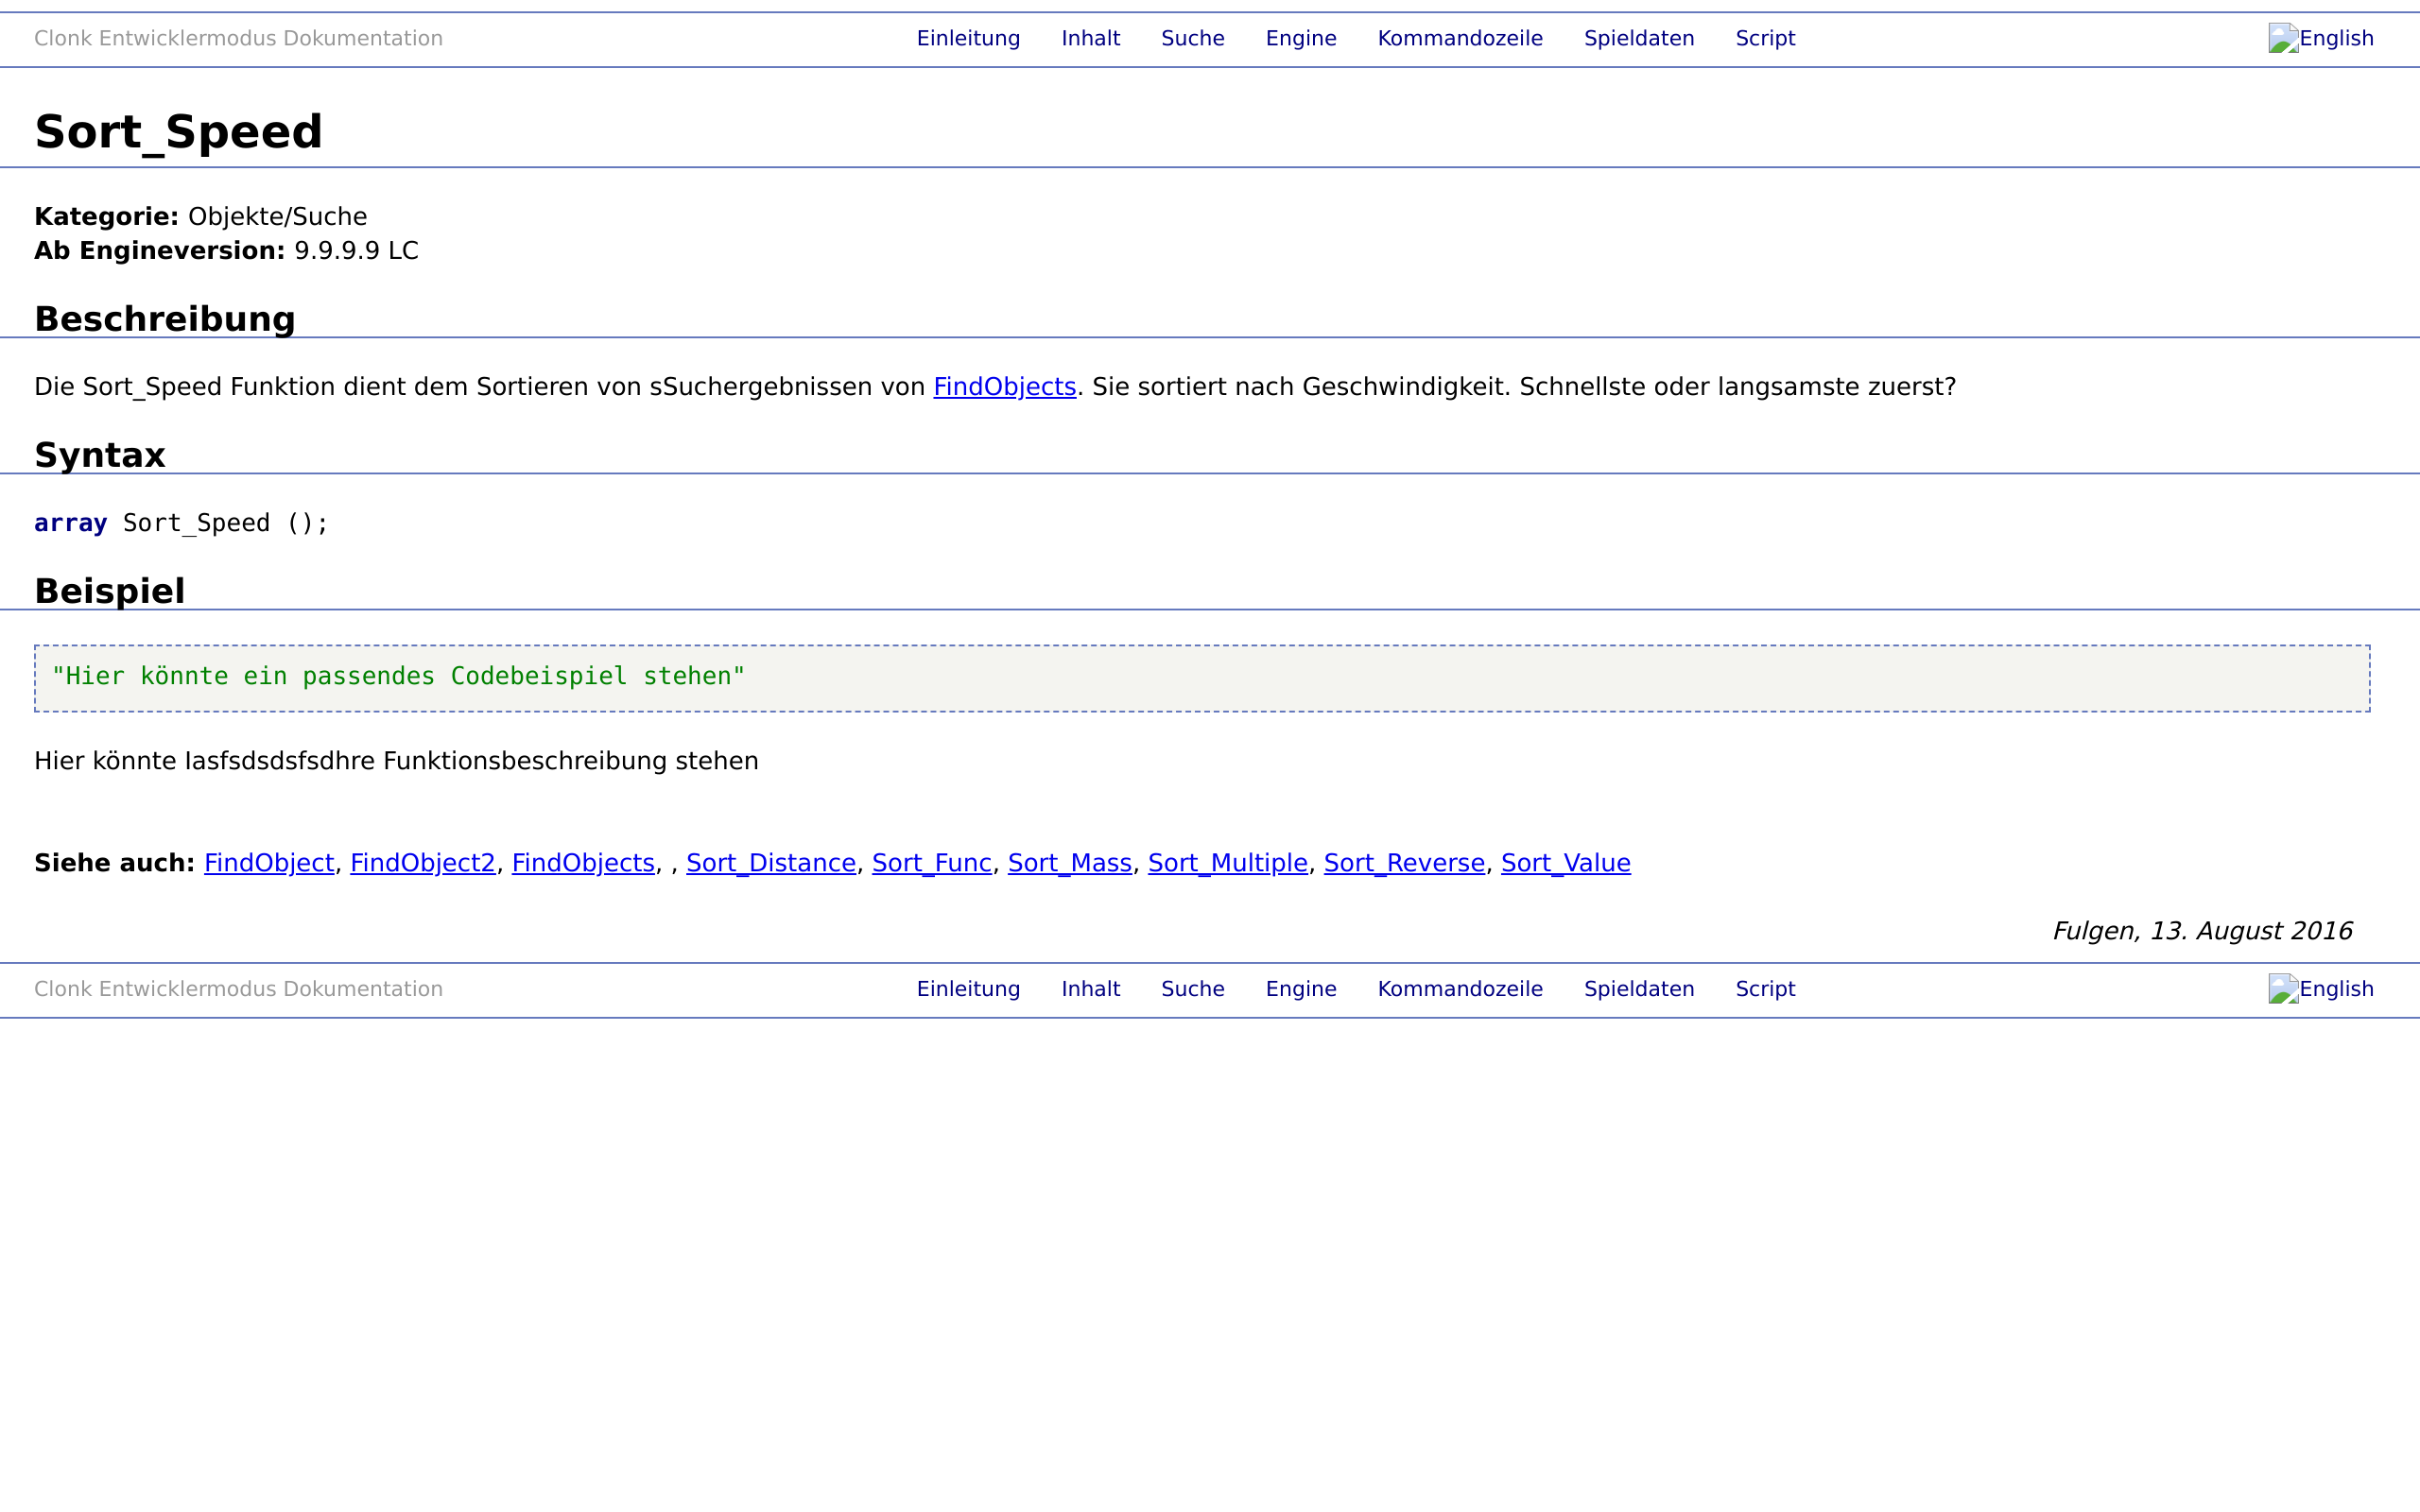 Clonk Entwicklermodus Dokumentation Einleitung Inhalt Suche Engine Kommandozeile Spieldaten Script English
Sort_Speed
Kategorie: Objekte/Suche
Ab Engineversion: 9.9.9.9 LC
Beschreibung
Die Sort_Speed Funktion dient dem Sortieren von sSuchergebnissen von FindObjects. Sie sortiert nach Geschwindigkeit. Schnellste oder langsamste zuerst?
Syntax
array Sort_Speed ();
Beispiel
"Hier könnte ein passendes Codebeispiel stehen"
Hier könnte Iasfsdsdsfsdhre Funktionsbeschreibung stehen
Siehe auch: FindObject, FindObject2, FindObjects, , Sort_Distance, Sort_Func, Sort_Mass, Sort_Multiple, Sort_Reverse, Sort_Value
Fulgen, 13. August 2016
Clonk Entwicklermodus Dokumentation Einleitung Inhalt Suche Engine Kommandozeile Spieldaten Script English